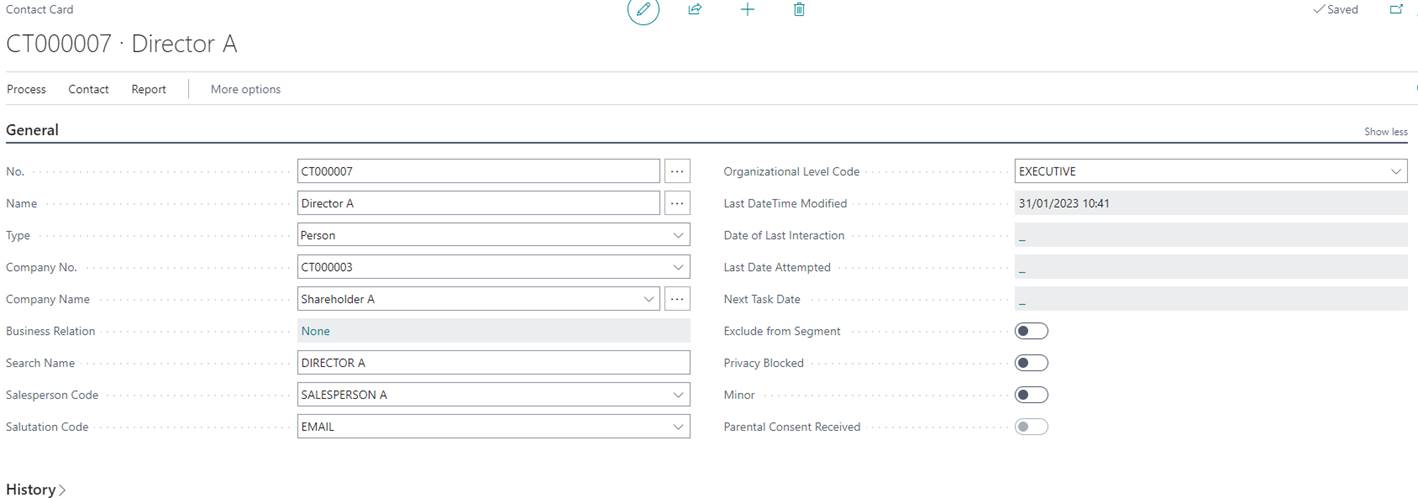 Contact Card
Saved
CT000007 · Director A
Process Contact Report More options
General
Show less
No. CT000007
Name Director A
Type Person
Company No. CT000003
Company Name Shareholder A
Business Relation None
Search Name DIRECTOR A
Salesperson Code SALESPERSON A
Salutation Code EMAIL
Organizational Level Code EXECUTIVE
Last DateTime Modified 31/01/2023 10:41
Date of Last Interaction _
Last Date Attempted _
Next Task Date _
Exclude from Segment
Privacy Blocked
Minor
Parental Consent Received
History